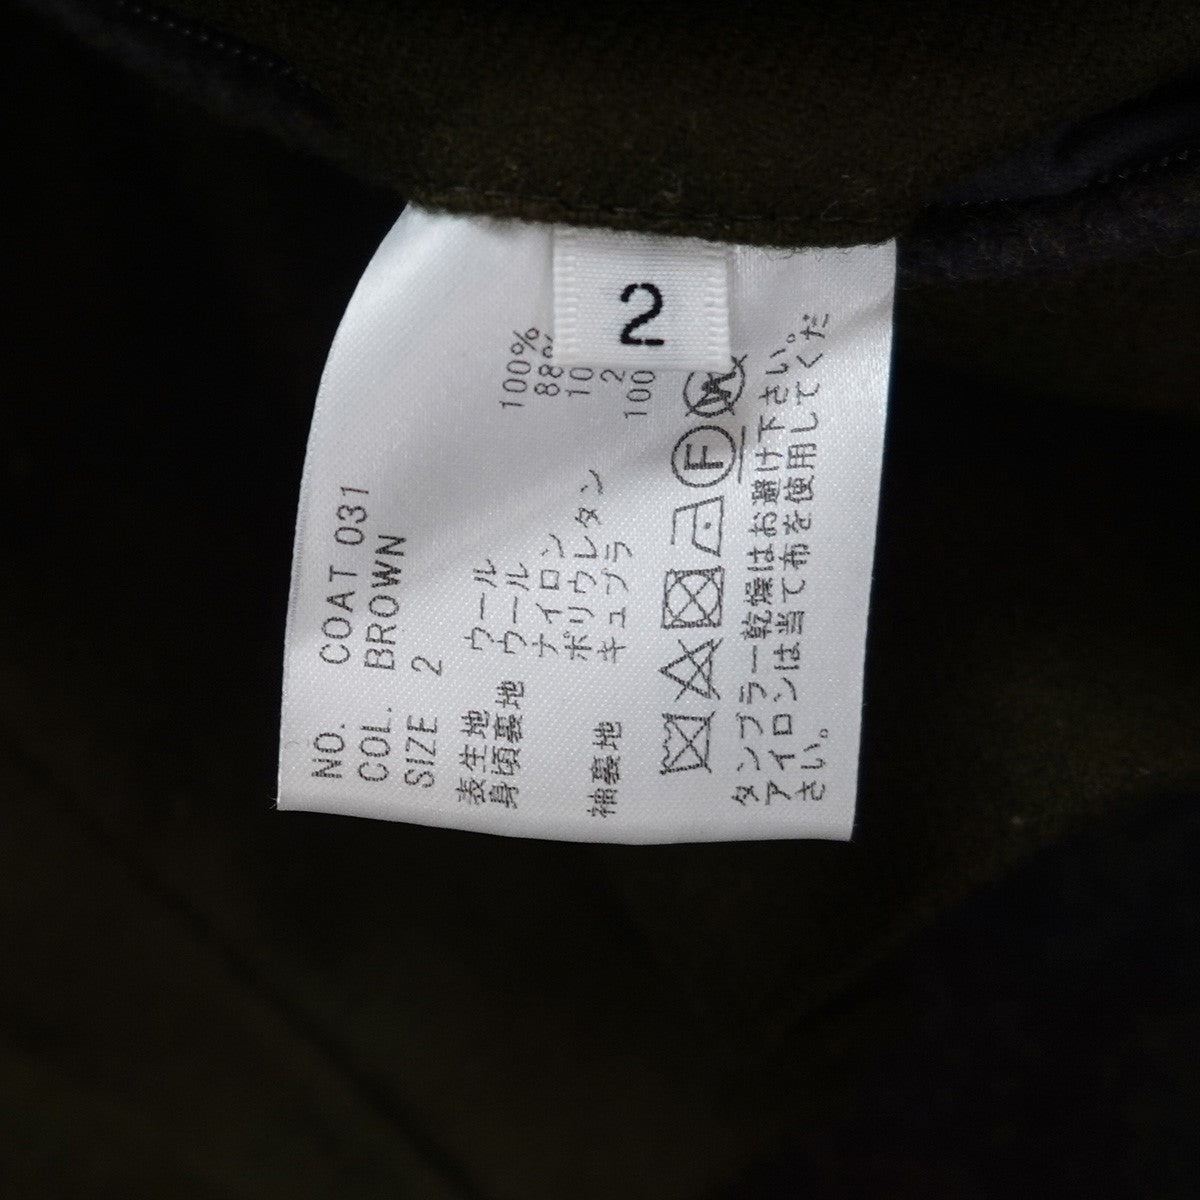 2
NO. COAT 031
COL. BROWN
SIZE 2
表生地 ウール 100%
身頃裏地 ウール 88%
ナイロン 10
ポリウレタン 2
袖裏地 キュプラ 100
F
W
タンブラー乾燥はお避け下さい。
アイロンは当て布を使用してくだ
さい。